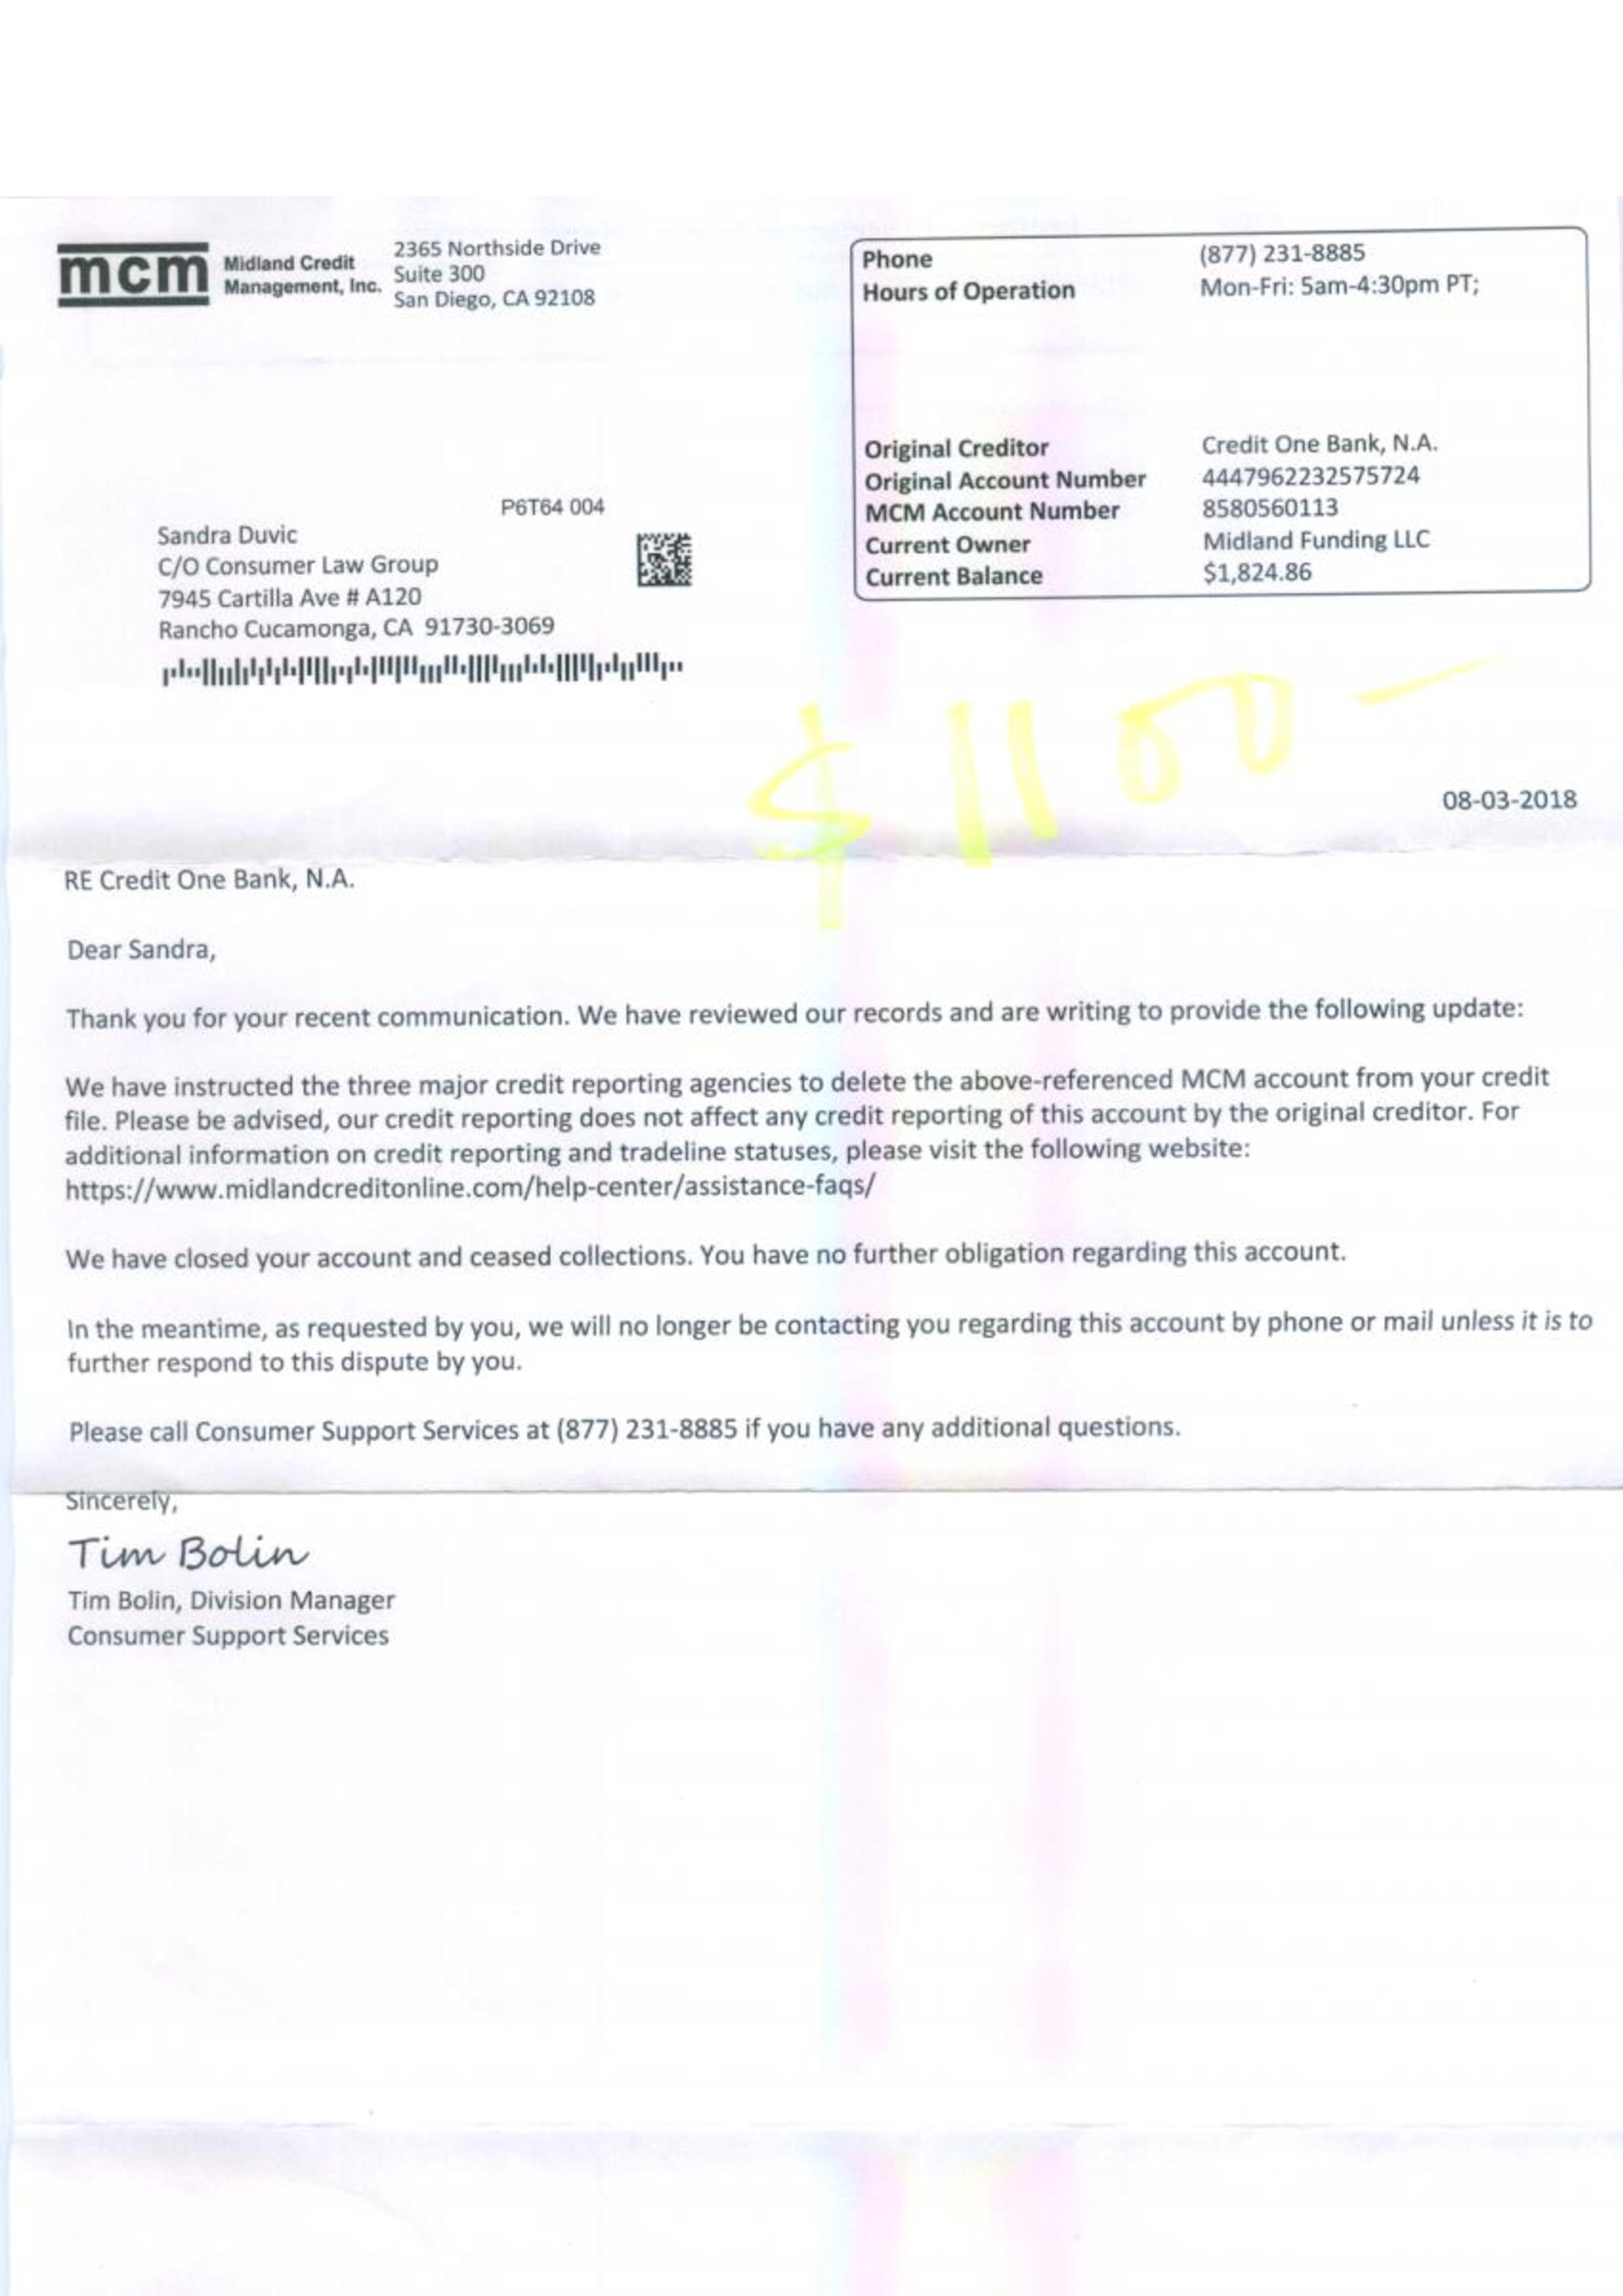 mcm
Midland Credit
Management, Inc.
2365 Northside Drive
Suite 300
San Diego, CA 92108
Phone (877) 231-8885
Hours of Operation Mon-Fri: 5am-4:30pm PT;
Original Creditor Credit One Bank, N.A.
Original Account Number 4447962232575724
MCM Account Number 8580560113
Current Owner Midland Funding LLC
Current Balance $1,824.86
P6T64 004
Sandra Duvic
C/O Consumer Law Group
7945 Cartilla Ave # A120
Rancho Cucamonga, CA 91730-3069
$1100-
08-03-2018
RE Credit One Bank, N.A.
Dear Sandra,
Thank you for your recent communication. We have reviewed our records and are writing to provide the following update:
We have instructed the three major credit reporting agencies to delete the above-referenced MCM account from your credit
file. Please be advised, our credit reporting does not affect any credit reporting of this account by the original creditor. For
additional information on credit reporting and tradeline statuses, please visit the following website:
https://www.midlandcreditonline.com/help-center/assistance-faqs/
We have closed your account and ceased collections. You have no further obligation regarding this account.
In the meantime, as requested by you, we will no longer be contacting you regarding this account by phone or mail unless it is to
further respond to this dispute by you.
Please call Consumer Support Services at (877) 231-8885 if you have any additional questions.
Sincerely,
Tim Bolin
Tim Bolin, Division Manager
Consumer Support Services